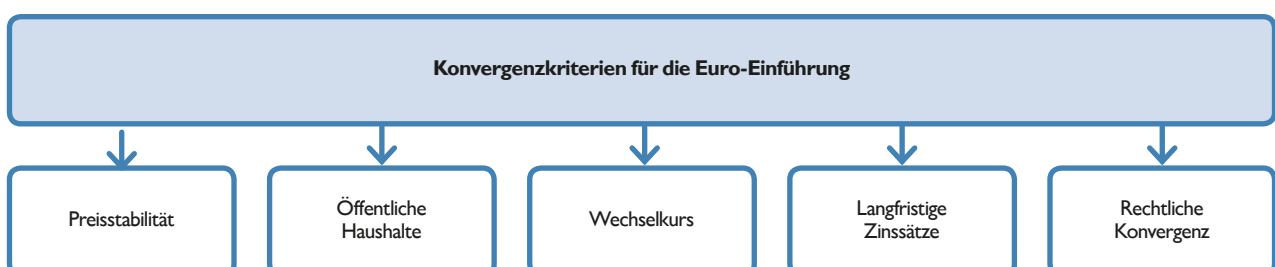 Konvergenzkriterien für die Euro-Einführung
Preisstabilität
Öffentliche
Haushalte
Wechselkurs
Langfristige
Zinssätze
Rechtliche
Konvergenz